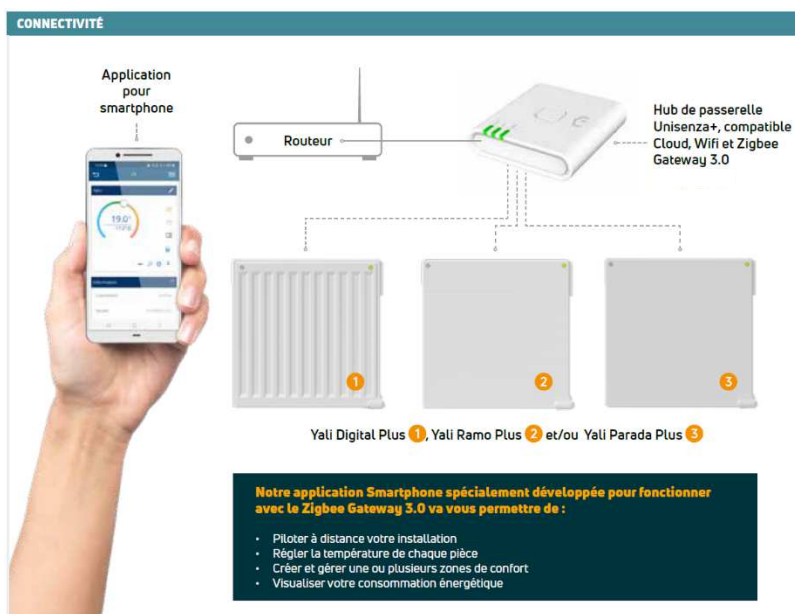 CONNECTIVITÉ
Application
pour
smartphone
Routeur
Hub de passerelle
Unisenza+, compatible
Cloud, Wifi et Zigbee
Gateway 3.0
19.0°
1
2
3
Yali Digital Plus 1, Yali Ramo Plus 2 et/ou Yali Parada Plus 3
Notre application Smartphone spécialement développée pour fonctionner
avec le Zigbee Gateway 3.0 va vous permettre de :
• Piloter à distance votre installation
• Régler la température de chaque pièce
• Créer et gérer une ou plusieurs zones de confort
• Visualiser votre consommation énergétique